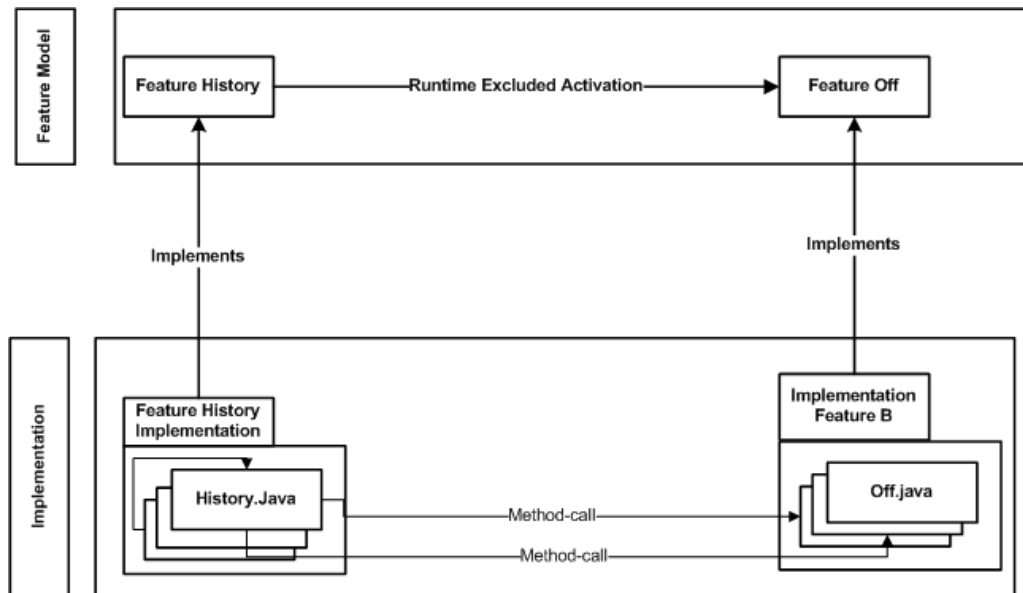 Feature Model
Feature History
Runtime Excluded Activation
Feature Off
Implements
Implements
Implementation
Feature History
Implementation
Implementation
Feature B
History.Java
Off.java
Method-call
Method-call